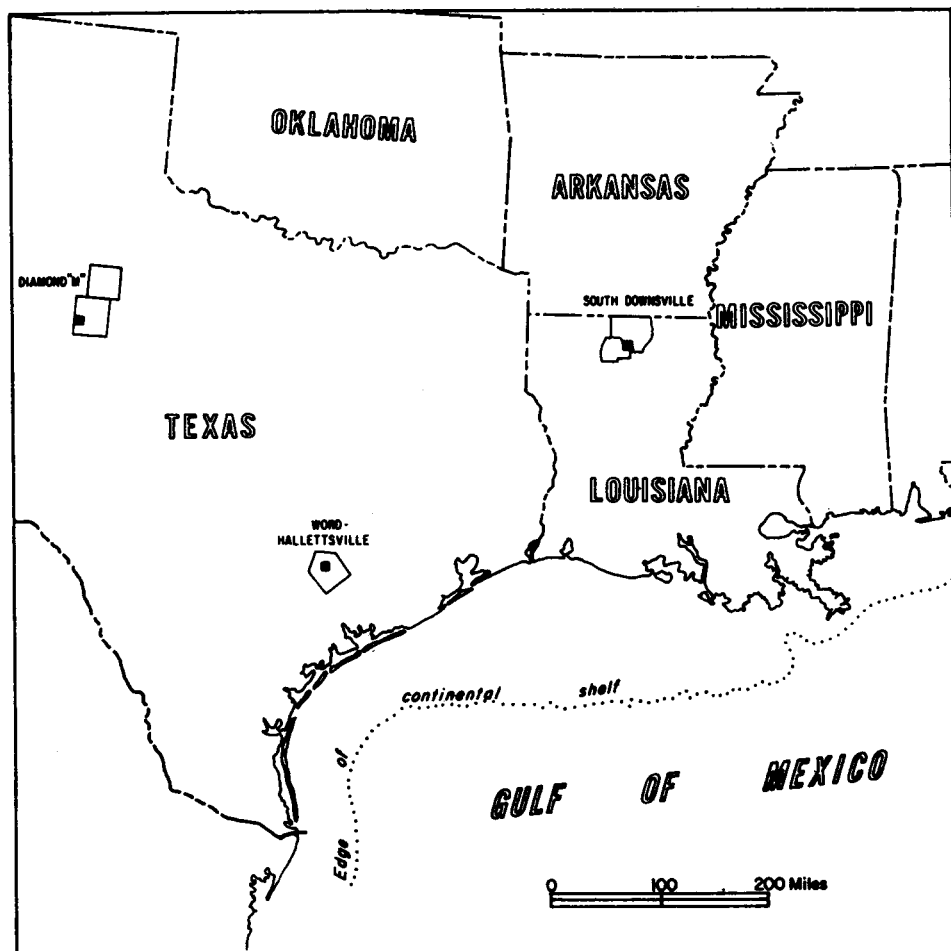 OKLAHOMA
ARKANSAS
DIAMOND "M"
SOUTH DOWNSVILLE
MISSISSIPPI
TEXAS
LOUISIANA
WORD-
HALLETTSVILLE
continental shelf
Edge of
GULF OF MEXICO
0 100 200 Miles